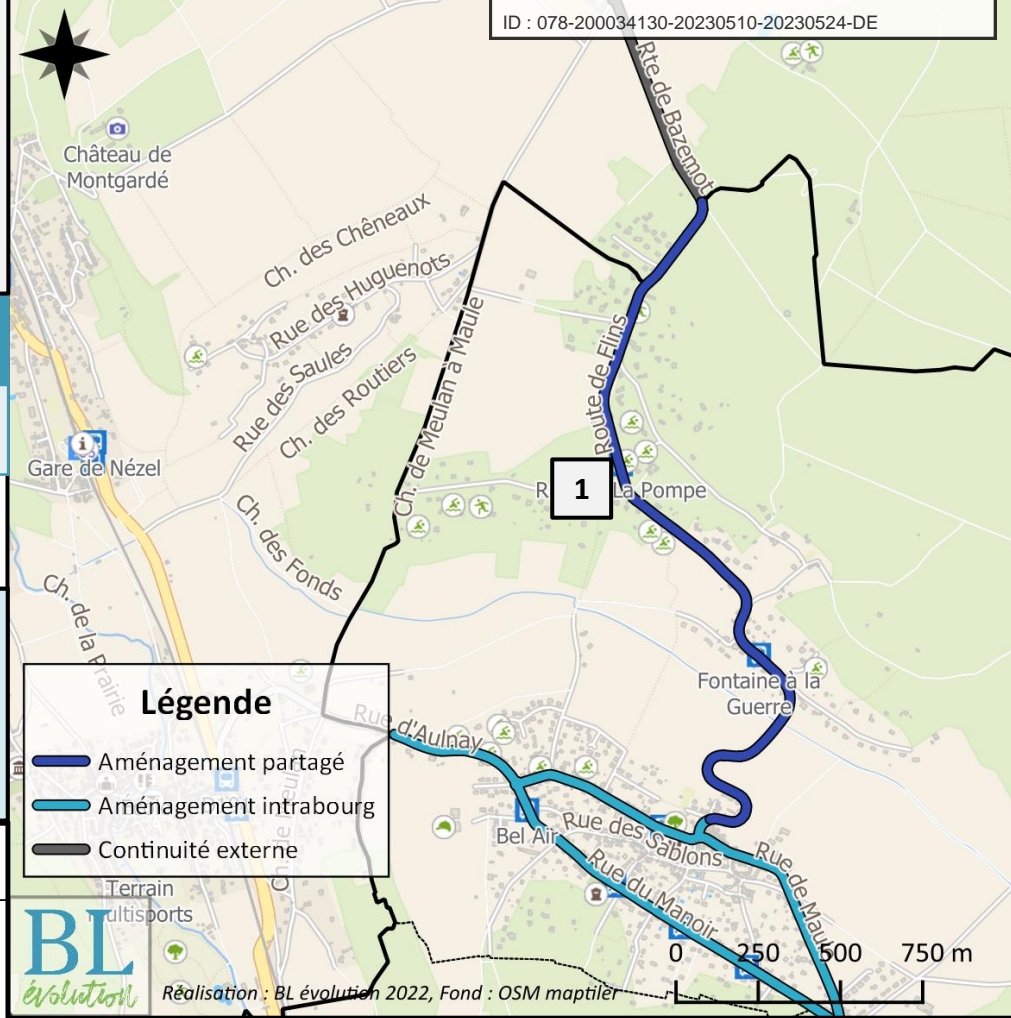 ID : 078-200034130-20230510-20230524-DE
Rte de Bazemont
Château de
Montgardé
Ch. des Chêneaux
Rue des Huguenots
Rue des Saules
Ch. des Routiers
Ch. de Meulan à Maule
Route de Flins
Gare de Nézel
1
La Pompe
Ch. des Fonds
Ch. de la Prairie
Fontaine à la
Guerre
Légende
Aménagement partagé
Aménagement intrabourg
Continuité externe
Rue d'Aulnay
Bel Air
Rue des Sablons
Rue de Maule
Rue du Manoir
Terrain
multisports
0 250 500 750 m
BL
évolution
Réalisation : BL évolution 2022, Fond : OSM maptiler